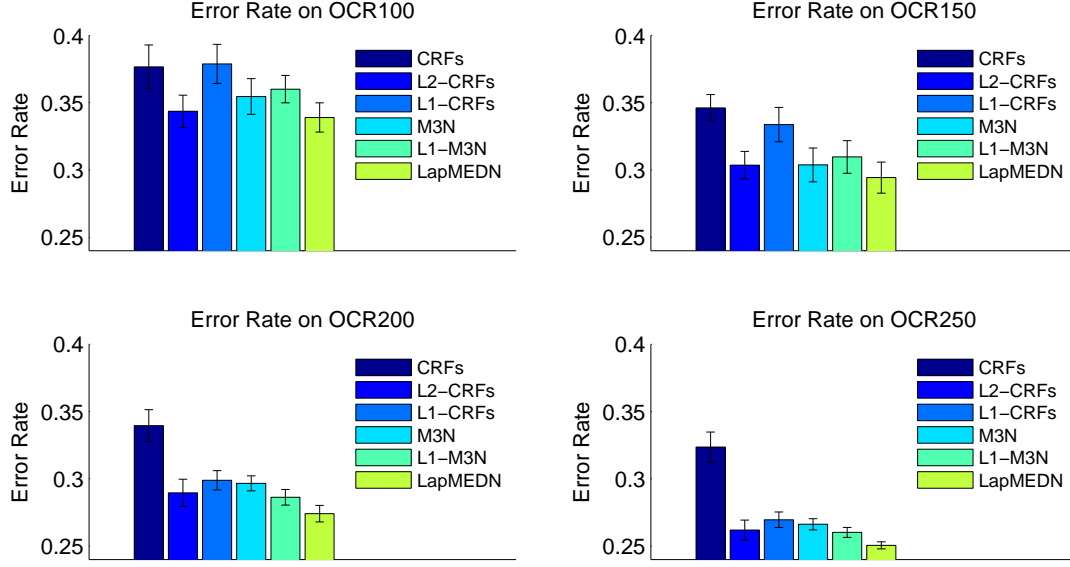 Error Rate on OCR100
0.4
0.35
0.3
0.25
Error Rate
CRFs
L2−CRFs
L1−CRFs
M3N
L1−M3N
LapMEDN
Error Rate on OCR150
0.4
0.35
0.3
0.25
Error Rate
CRFs
L2−CRFs
L1−CRFs
M3N
L1−M3N
LapMEDN
Error Rate on OCR200
0.4
0.35
0.3
0.25
Error Rate
CRFs
L2−CRFs
L1−CRFs
M3N
L1−M3N
LapMEDN
Error Rate on OCR250
0.4
0.35
0.3
0.25
Error Rate
CRFs
L2−CRFs
L1−CRFs
M3N
L1−M3N
LapMEDN